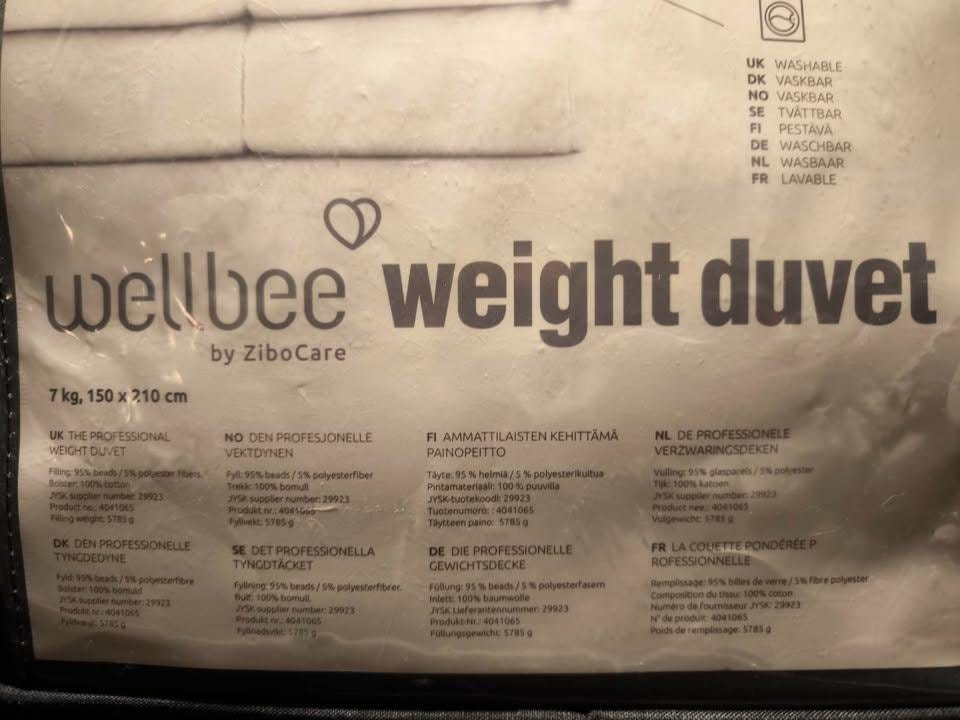 UK WASHABLE
DK VASKBAR
NO VASKBAR
SE TVÄTTBAR
FI PESTÄVÄ
DE WASCHBAR
NL WASBAAR
FR LAVABLE
wellbee weight duvet
by ZiboCare
7 kg, 150 x 210 cm
UK THE PROFESSIONAL
WEIGHT DUVET
Filling: 95% beads / 5% polyester fibers.
Bolster: 100% cotton
JYSK supplier number: 29923
Product no.: 4041065
Filling weight: 5785 g
NO DEN PROFESJONELLE
VEKTDYNEN
Fyll: 95% beads / 5% polyesterfiber
Trekk: 100% bomull
JYSK supplier number: 29923
Produkt nr.: 4041065
Fyllvekt: 5785 g
FI AMMATTILAISTEN KEHITTÄMÄ
PAINOPEITTO
Täyte: 95 % helmiä / 5 % polyesterikuitua
Pintamateriaali: 100 % puuvilla
JYSK-tuotekoodi: 29923
Tuotenumero: : 4041065
Täytteen paino: 5785 g
NL DE PROFESSIONELE
VERZWARINGSDEKEN
Vulling: 95% glasparels / 5% polyester
Tijk: 100% katoen
JYSK supplier number: 29923
Product nee.: 4041065
Vulgewicht: 5785 g
DK DEN PROFESSIONELLE
TYNGDEDYNE
Fyld: 95% beads / 5% polyesterfibre
Bolster: 100% bomuld
JYSK supplier number: 29923
Produkt nr.: 4041065
Fyldvægt: 5785 g
SE DET PROFESSIONELLA
TYNGDTÄCKET
Fyllning: 95% beads / 5% polyesterfibrer.
Bult: 100% bomull.
JYSK supplier number: 29923
Produkt nr.: 4041065
Fyllnadsvikt: 5785 g
DE DIE PROFESSIONELLE
GEWICHTSDECKE
Füllung: 95 % beads / 5 % polyesterfasern
Inlett: 100% baumwolle
JYSK Lieferantennummer: 29923
Produkt-Nr.: 4041065
Füllungsgewicht: 5785 g
FR LA COUETTE PONDÉRÉE P
ROFESSIONNELLE
Remplissage: 95% billes de verre / 5% fibre polyester
Composition du tissu: 100% coton
Numéro de fournisseur JYSK: 29923
N° de produit: 4041065
Poids de remplissage: 5785 g